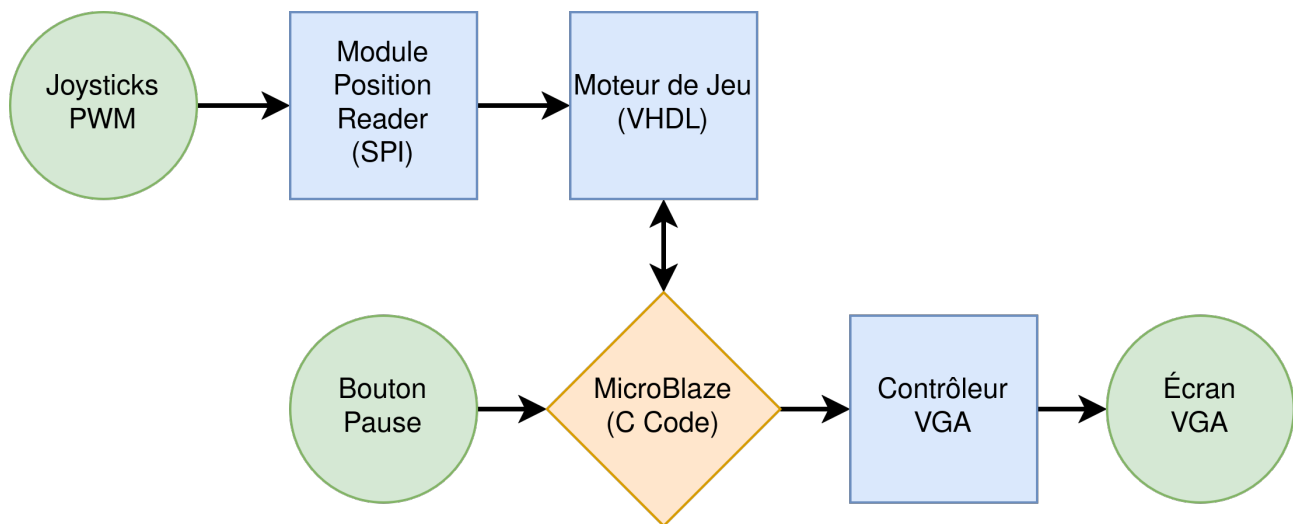 Joysticks
PWM
Module
Position
Reader
(SPI)
Moteur de Jeu
(VHDL)
Bouton
Pause
MicroBlaze
(C Code)
Contrôleur
VGA
Écran
VGA